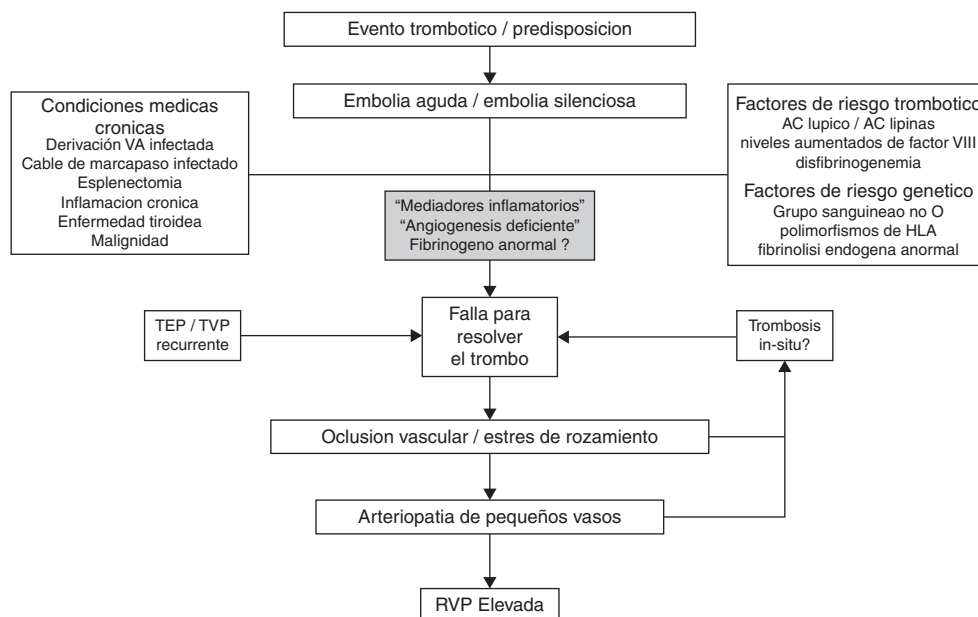 Evento trombotico / predisposicion
Embolia aguda / embolia silenciosa
Condiciones medicas
cronicas
Derivación VA infectada
Cable de marcapaso infectado
Esplenectomia
Inflamacion cronica
Enfermedad tiroidea
Malignidad
Factores de riesgo trombotico
AC lupico / AC lipinas
niveles aumentados de factor VIII
disfibrinogenemia
Factores de riesgo genetico
Grupo sanguineao no O
polimorfismos de HLA
fibrinolisi endogena anormal
“Mediadores inflamatorios”
“Angiogenesis deficiente”
Fibrinogeno anormal ?
TEP / TVP
recurrente
Falla para
resolver
el trombo
Trombosis
in-situ?
Oclusion vascular / estres de rozamiento
Arteriopatia de pequeños vasos
RVP Elevada